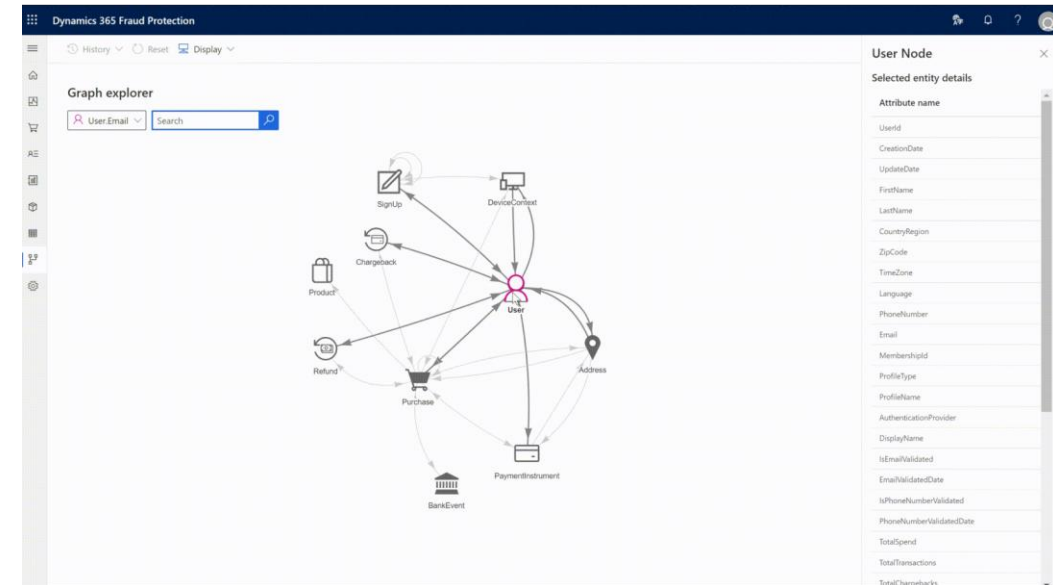 Dynamics 365 Fraud Protection
?
History
Reset
Display
Graph explorer
User.Email
Search
SignUp
DeviceContext
Chargeback
Product
User
Refund
Address
Purchase
PaymentInstrument
BankEvent
User Node
Selected entity details
Attribute name
UserId
CreationDate
UpdateDate
FirstName
LastName
CountryRegion
ZipCode
TimeZone
Language
PhoneNumber
Email
MembershipId
ProfileType
ProfileName
AuthenticationProvider
DisplayName
IsEmailValidated
EmailValidatedDate
IsPhoneNumberValidated
PhoneNumberValidatedDate
TotalSpend
TotalTransactions
TotalChargebacks